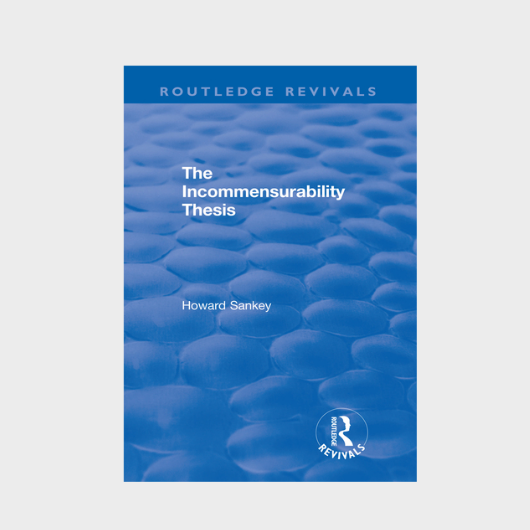 ROUTLEDGE REVIVALS
The
Incommensurability
Thesis
Howard Sankey
ROUTLEDGE
REVIVALS